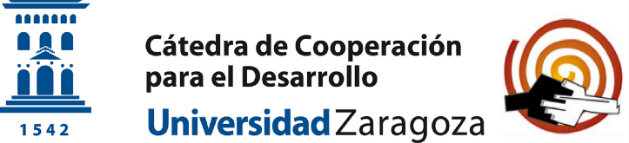 Cátedra de Cooperación
para el Desarrollo
Universidad Zaragoza
1542